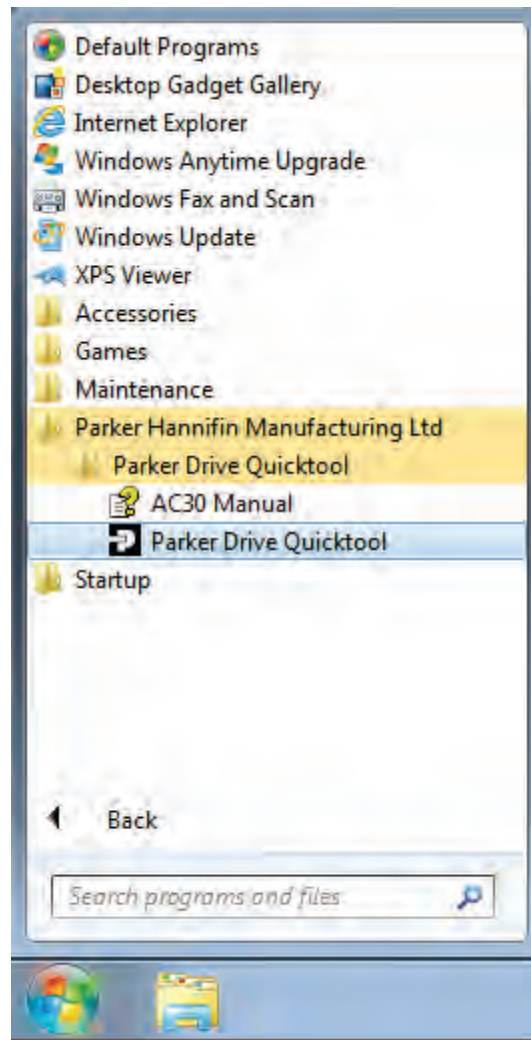 Default Programs
Desktop Gadget Gallery
Internet Explorer
Windows Anytime Upgrade
Windows Fax and Scan
Windows Update
XPS Viewer
Accessories
Games
Maintenance
Parker Hannifin Manufacturing Ltd
Parker Drive Quicktool
AC30 Manual
Parker Drive Quicktool
Startup
Back
Search programs and files